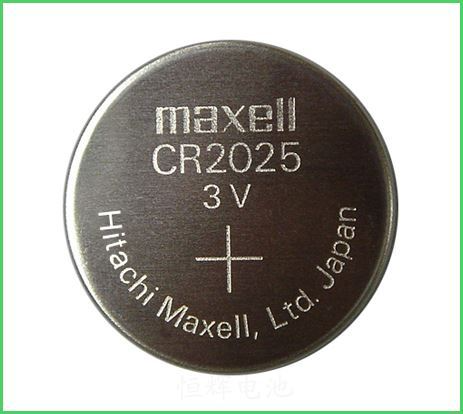 maxell
CR2025
3 V
+
Hitachi Maxell, Ltd. Japan
恒辉电池